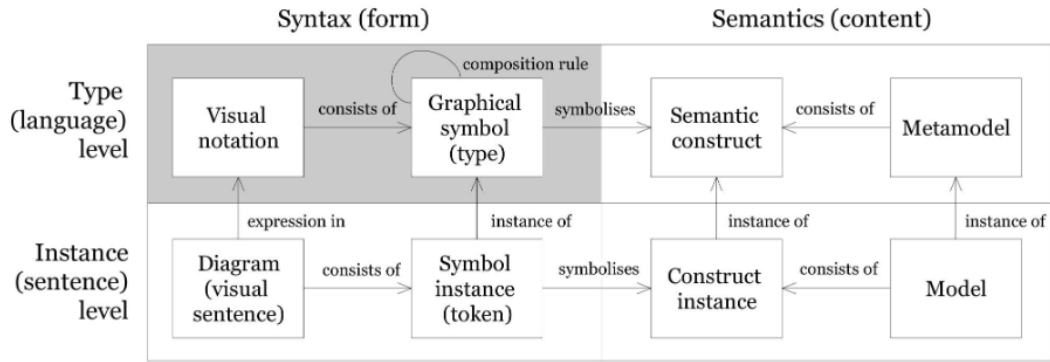 Syntax (form)
Semantics (content)
Type
(language)
level
composition rule
Visual
notation
consists of
Graphical
symbol
(type)
symbolises
Semantic
construct
consists of
Metamodel
expression in
instance of
instance of
instance of
Instance
(sentence)
level
Diagram
(visual
sentence)
consists of
Symbol
instance
(token)
symbolises
Construct
instance
consists of
Model